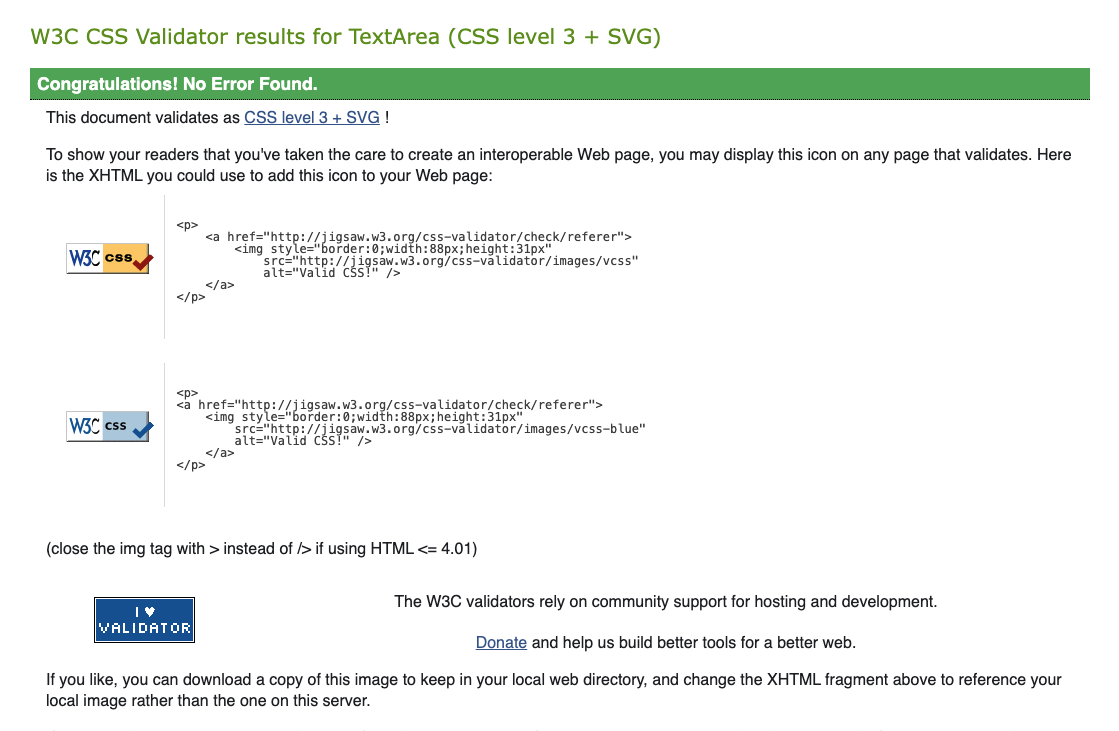 W3C CSS Validator results for TextArea (CSS level 3 + SVG)
Congratulations! No Error Found.
This document validates as CSS level 3 + SVG !
To show your readers that you've taken the care to create an interoperable Web page, you may display this icon on any page that validates. Here
is the XHTML you could use to add this icon to your Web page:
W3C css
<p>
    <a href="http://jigsaw.w3.org/css-validator/check/referer">
        <img style="border:0;width:88px;height:31px"
            src="http://jigsaw.w3.org/css-validator/images/vcss"
            alt="Valid CSS!" />
    </a>
</p>
W3C css
<p>
<a href="http://jigsaw.w3.org/css-validator/check/referer">
    <img style="border:0;width:88px;height:31px"
        src="http://jigsaw.w3.org/css-validator/images/vcss-blue"
        alt="Valid CSS!" />
    </a>
</p>
(close the img tag with > instead of /> if using HTML <= 4.01)
I ♥
VALIDATOR
The W3C validators rely on community support for hosting and development.
Donate and help us build better tools for a better web.
If you like, you can download a copy of this image to keep in your local web directory, and change the XHTML fragment above to reference your
local image rather than the one on this server.